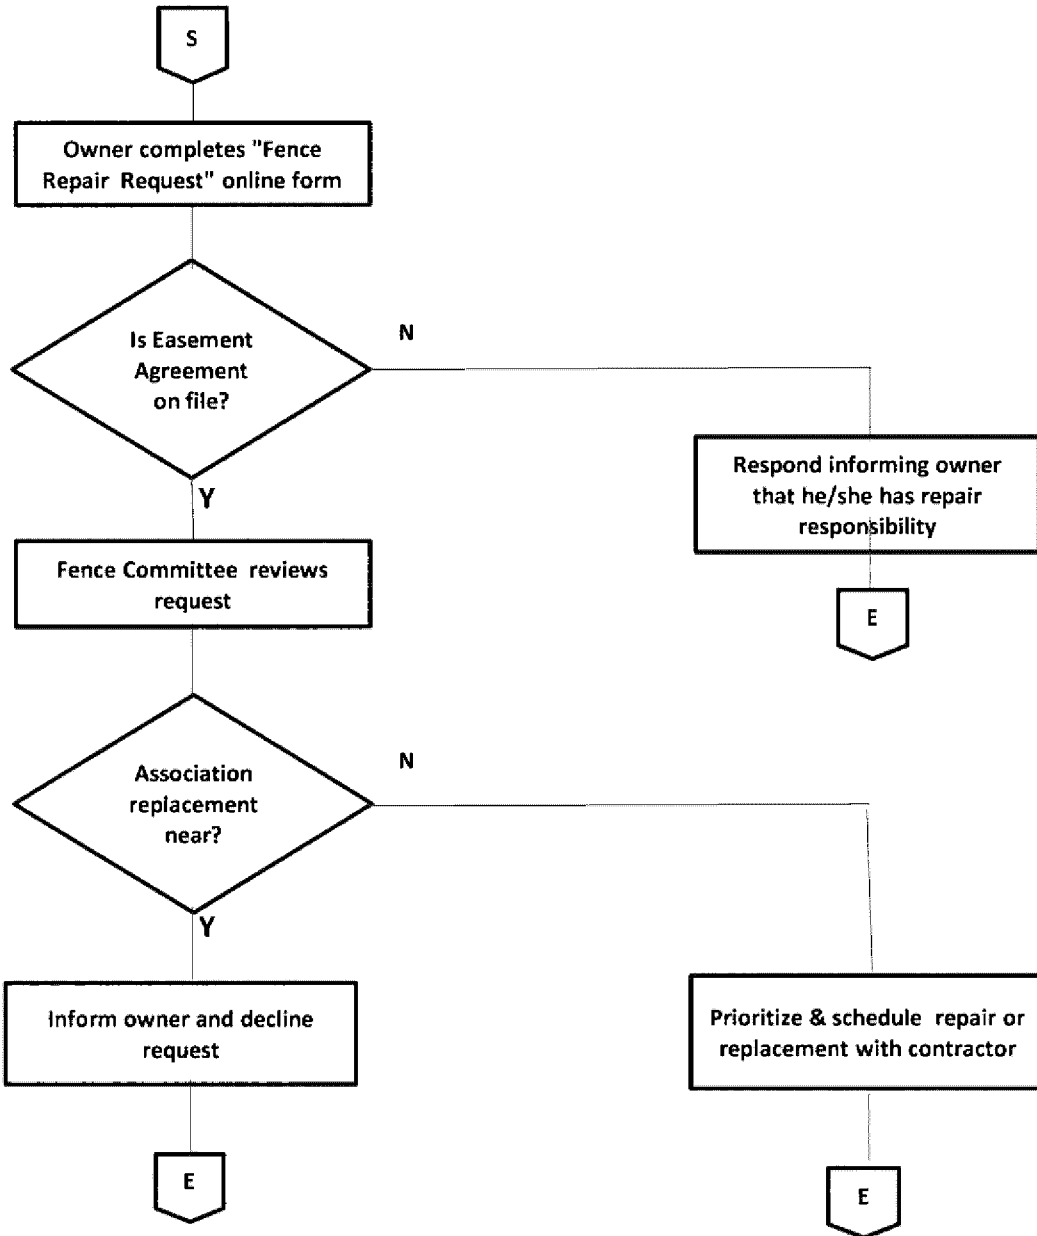 S
Owner completes "Fence
Repair Request" online form
Is Easement
Agreement
on file?
N
Y
Respond informing owner
that he/she has repair
responsibility
Fence Committee reviews
request
E
Association
replacement
near?
N
Y
Inform owner and decline
request
Prioritize & schedule repair or
replacement with contractor
E
E